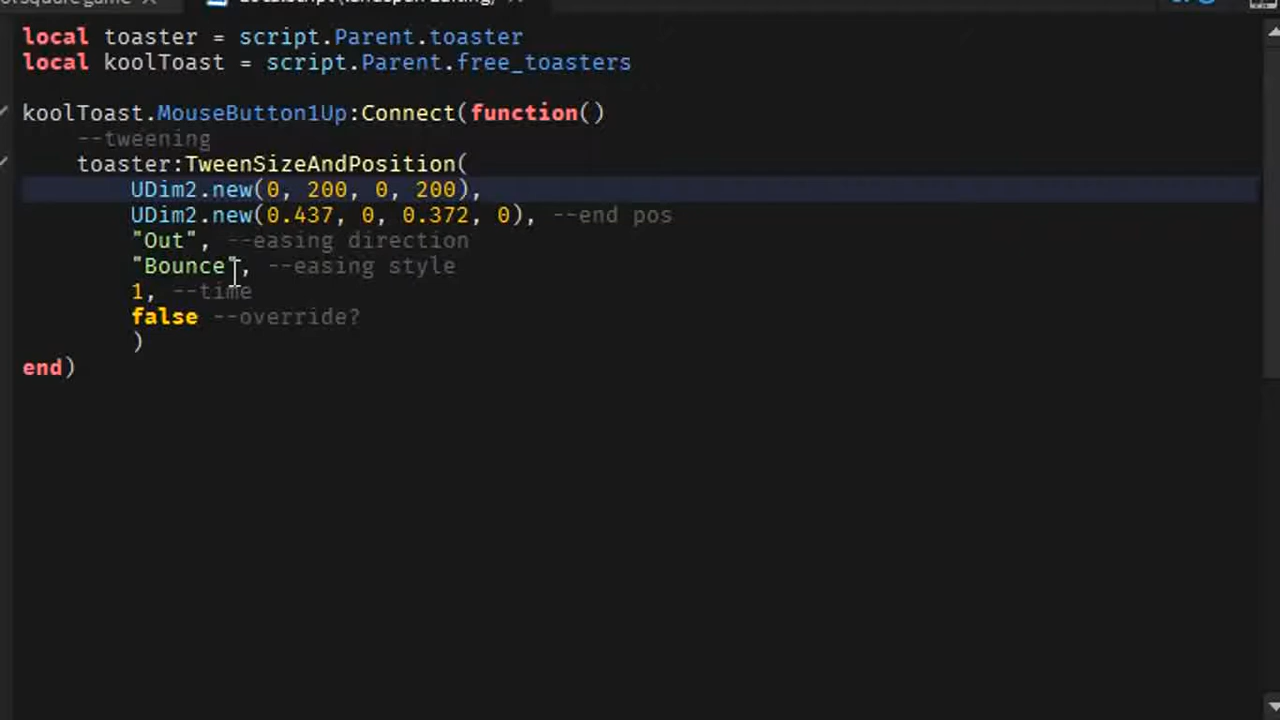 local toaster = script.Parent.toaster
local koolToast = script.Parent.free_toasters
koolToast.MouseButton1Up:Connect(function()
--tweening
toaster:TweenSizeAndPosition(
UDim2.new(0, 200, 0, 200),
UDim2.new(0.437, 0, 0.372, 0), --end pos
"Out", --easing direction
"Bounce", --easing style
1, --time
false --override?
)
end)